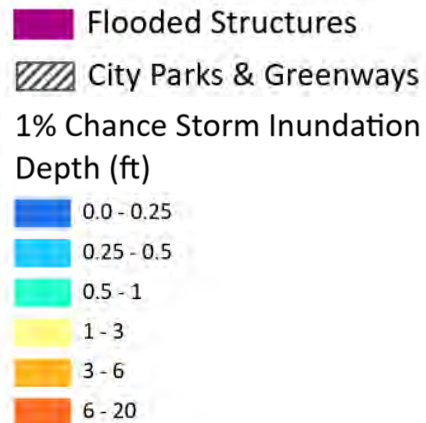 Flooded Structures
City Parks & Greenways
1% Chance Storm Inundation
Depth (ft)
0.0 - 0.25
0.25 - 0.5
0.5 - 1
1 - 3
3 - 6
6 - 20